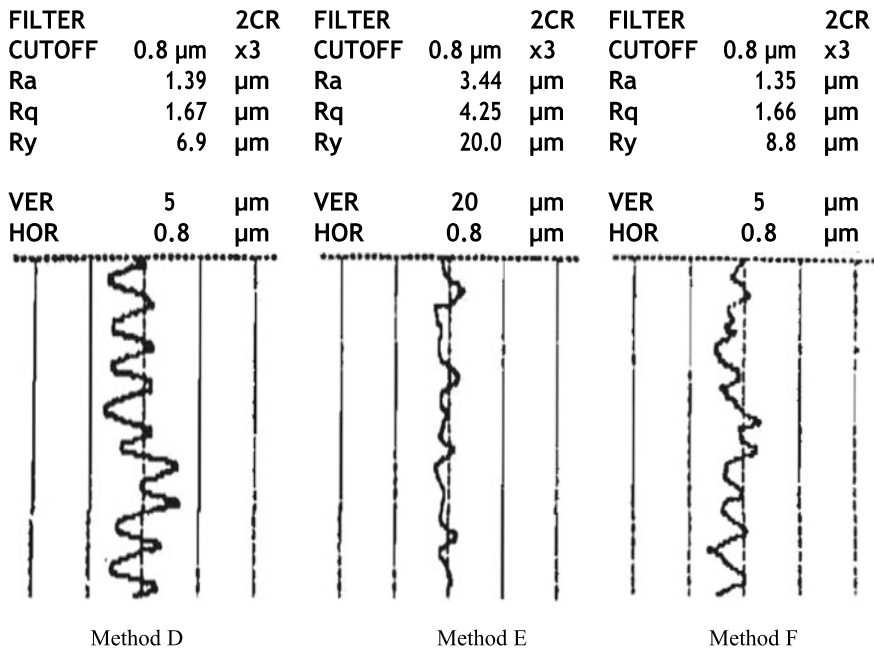 FILTER 2CR FILTER 2CR FILTER 2CR
CUTOFF 0.8 µm x3 CUTOFF 0.8 µm x3 CUTOFF 0.8 µm x3
Ra 1.39 µm Ra 3.44 µm Ra 1.35 µm
Rq 1.67 µm Rq 4.25 µm Rq 1.66 µm
Ry 6.9 µm Ry 20.0 µm Ry 8.8 µm
VER 5 µm VER 20 µm VER 5 µm
HOR 0.8 µm HOR 0.8 µm HOR 0.8 µm
Method D Method E Method F